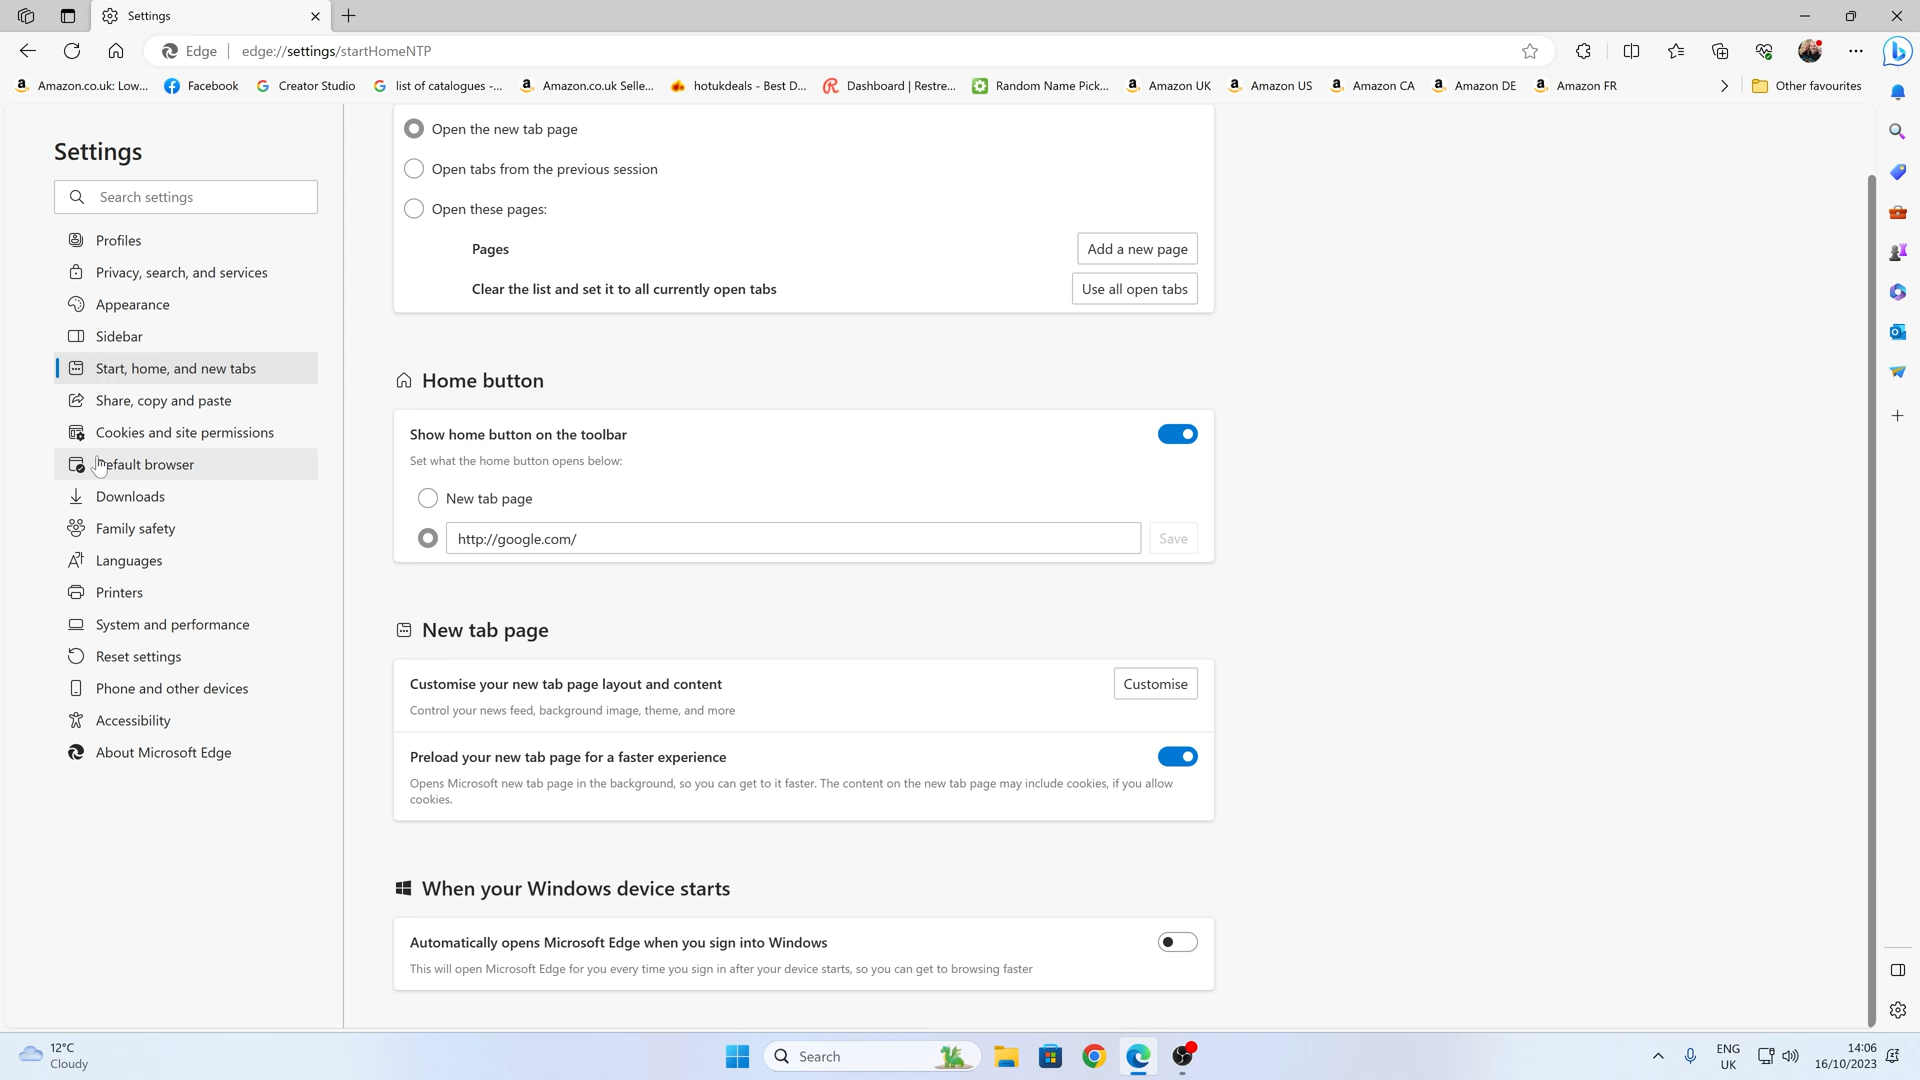 Settings
Edge
edge://settings/startHomeNTP
Amazon.co.uk: Low...
Facebook
Creator Studio
list of catalogues -...
Amazon.co.uk Selle...
hotukdeals - Best D...
Dashboard | Restre...
Random Name Pick...
Amazon UK
Amazon US
Amazon CA
Amazon DE
Amazon FR
Other favourites
Settings
Search settings
Profiles
Privacy, search, and services
Appearance
Sidebar
Start, home, and new tabs
Share, copy and paste
Cookies and site permissions
efault browser
Downloads
Family safety
Languages
Printers
System and performance
Reset settings
Phone and other devices
Accessibility
About Microsoft Edge
Open the new tab page
Open tabs from the previous session
Open these pages:
Pages
Add a new page
Clear the list and set it to all currently open tabs
Use all open tabs
Home button
Show home button on the toolbar
Set what the home button opens below:
New tab page
http://google.com/
Save
New tab page
Customise your new tab page layout and content
Customise
Control your news feed, background image, theme, and more
Preload your new tab page for a faster experience
Opens Microsoft new tab page in the background, so you can get to it faster. The content on the new tab page may include cookies, if you allow
cookies.
When your Windows device starts
Automatically opens Microsoft Edge when you sign into Windows
This will open Microsoft Edge for you every time you sign in after your device starts, so you can get to browsing faster
12°C
Cloudy
Search
ENG
UK
14:06
16/10/2023